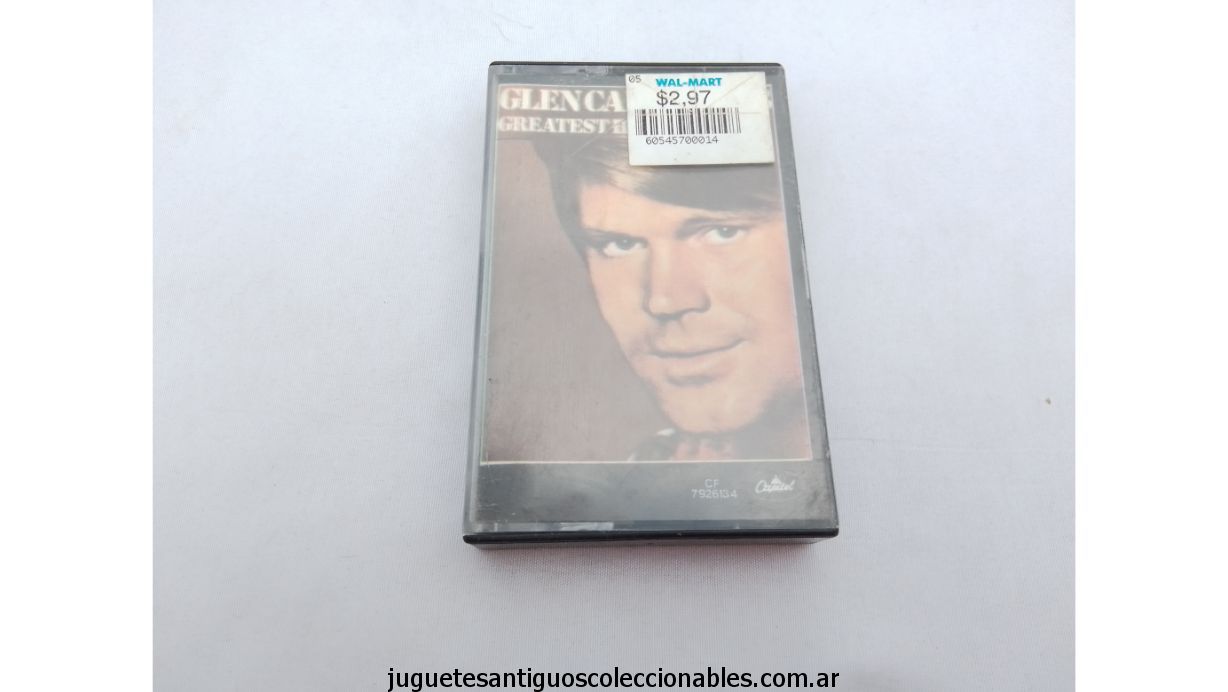 05 WAL-MART
$2,97
60545700014
GLEN CA
GREATEST
CF
7926134
Capitol
juguetesantiguoscoleccionables.com.ar